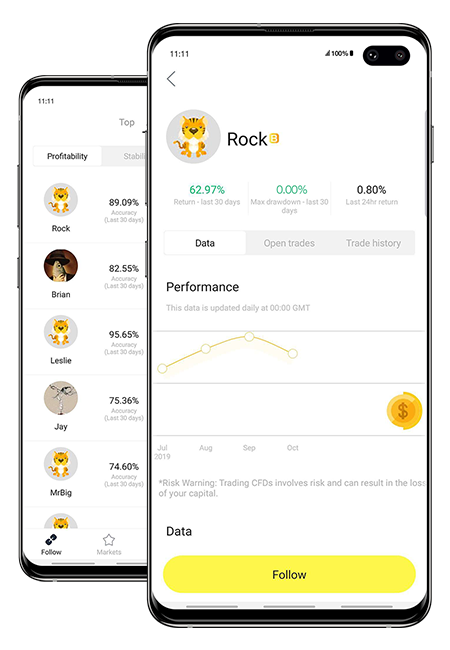 11:11
Top
Profitability
Stabil
89.09%
Accuracy
(Last 30 days)
Rock
82.55%
Accuracy
(Last 30 days)
Brian
95.65%
Accuracy
(Last 30 days)
Leslie
75.36%
Accuracy
(Last 30 days)
Jay
74.60%
Accuracy
(Last 30 days)
MrBig
Follow
Markets
11:11
100%
Rock B
62.97%
Return - last 30 days
0.00%
Max drawdown - last 30
days
0.80%
Last 24hr return
Data
Open trades
Trade history
Performance
This data is updated daily at 00:00 GMT
$
Jul
2019
Aug
Sep
Oct
*Risk Warning: Trading CFDs involves risk and can result in the loss
of your capital.
Data
Follow